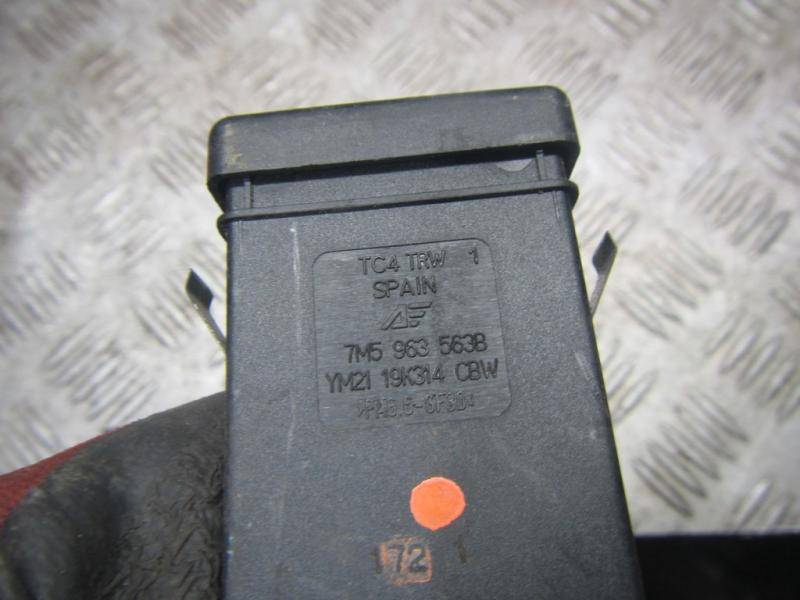 TC4 TRW 1
SPAIN
7M5 963 563B
YM21 19K314 CBW
172 1